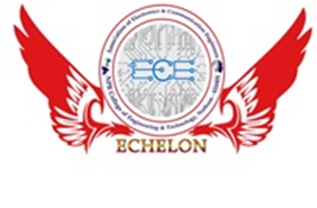 Association of Electronics & Communication Engineers
College of Engineering & Technology,
ECE
ECHELON